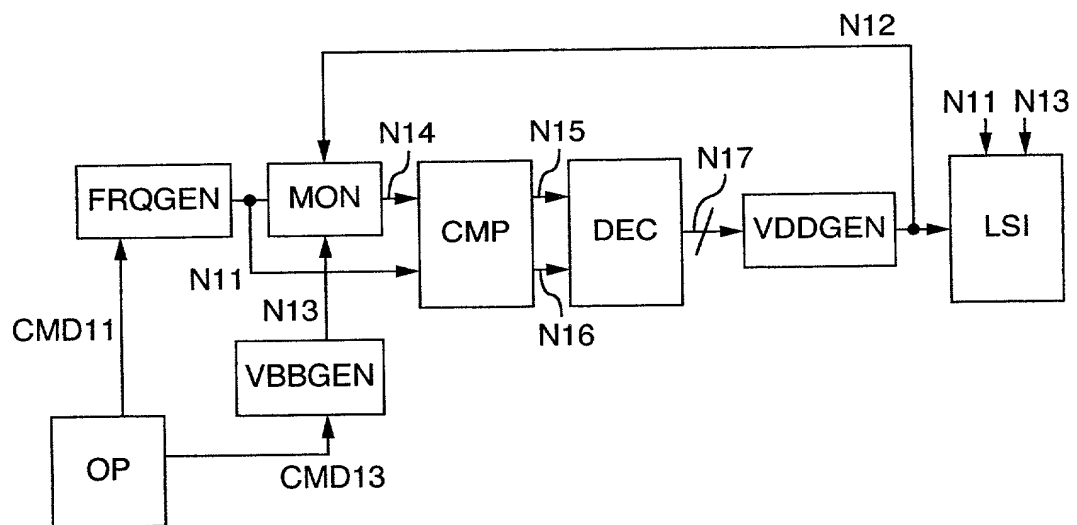 N12
N11 N13
N14
N15
N17
FRQGEN
MON
CMP
DEC
VDDGEN
LSI
N11
N13
N16
CMD11
VBBGEN
OP
CMD13